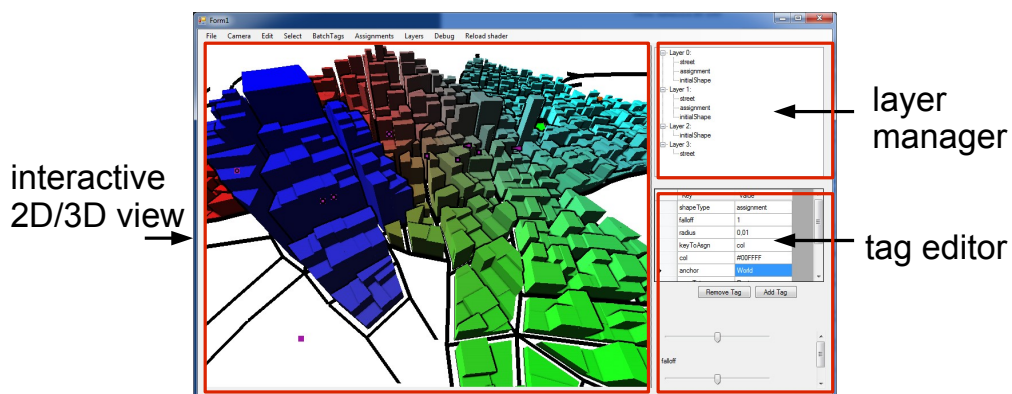 Form1
File Camera Edit Select BatchTags Assignments Layers Debug Reload shader
Layer 0:
street
assignment
initialShape
Layer 1:
street
assignment
initialShape
Layer 2:
initialShape
Layer 3:
street
layer
manager
interactive
2D/3D view
Key Value
shapeType assignment
falloff 1
radius 0,01
keyToAsgn col
col #00FFFF
anchor World
tag editor
Remove Tag Add Tag
falloff